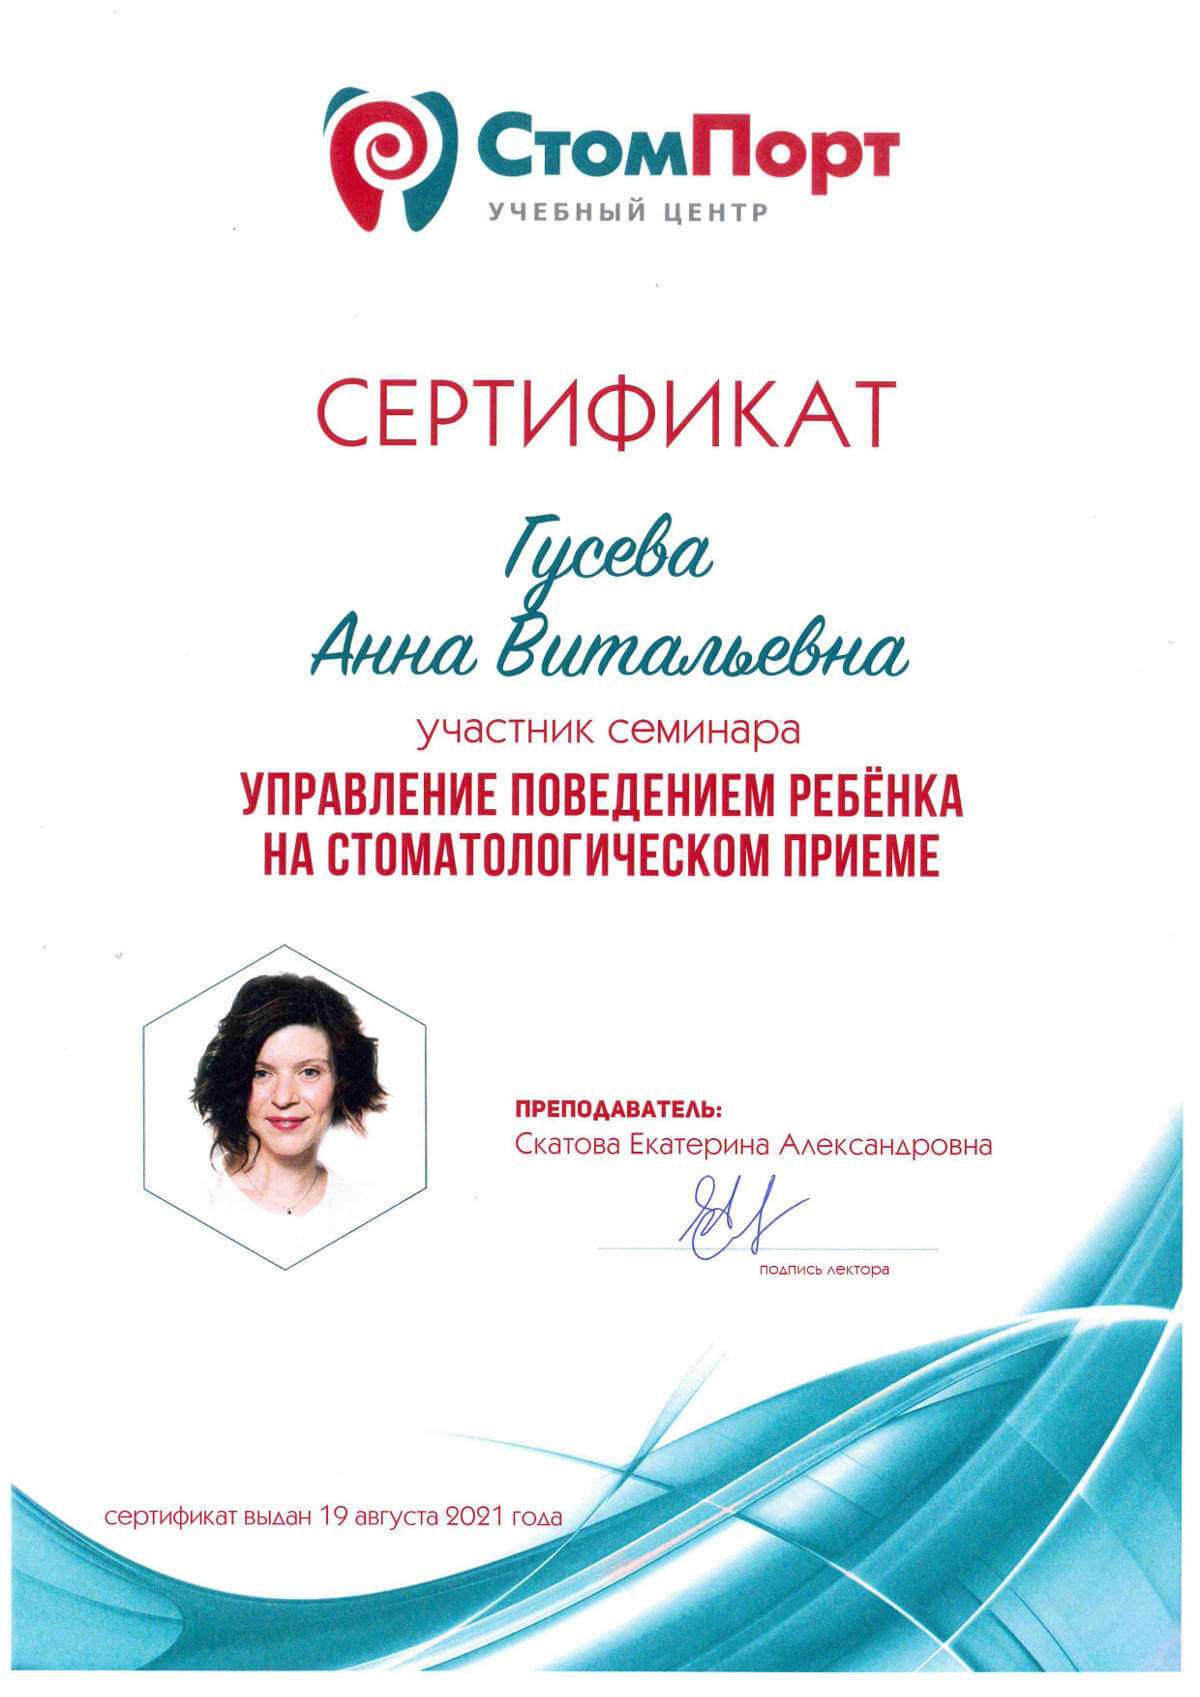 СтомПорт
УЧЕБНЫЙ ЦЕНТР
СЕРТИФИКАТ
Гусева
Анна Витальевна
участник семинара
УПРАВЛЕНИЕ ПОВЕДЕНИЕМ РЕБЁНКА
НА СТОМАТОЛОГИЧЕСКОМ ПРИЕМЕ
ПРЕПОДАВАТЕЛЬ:
Скатова Екатерина Александровна
подпись лектора
сертификат выдан 19 августа 2021 года